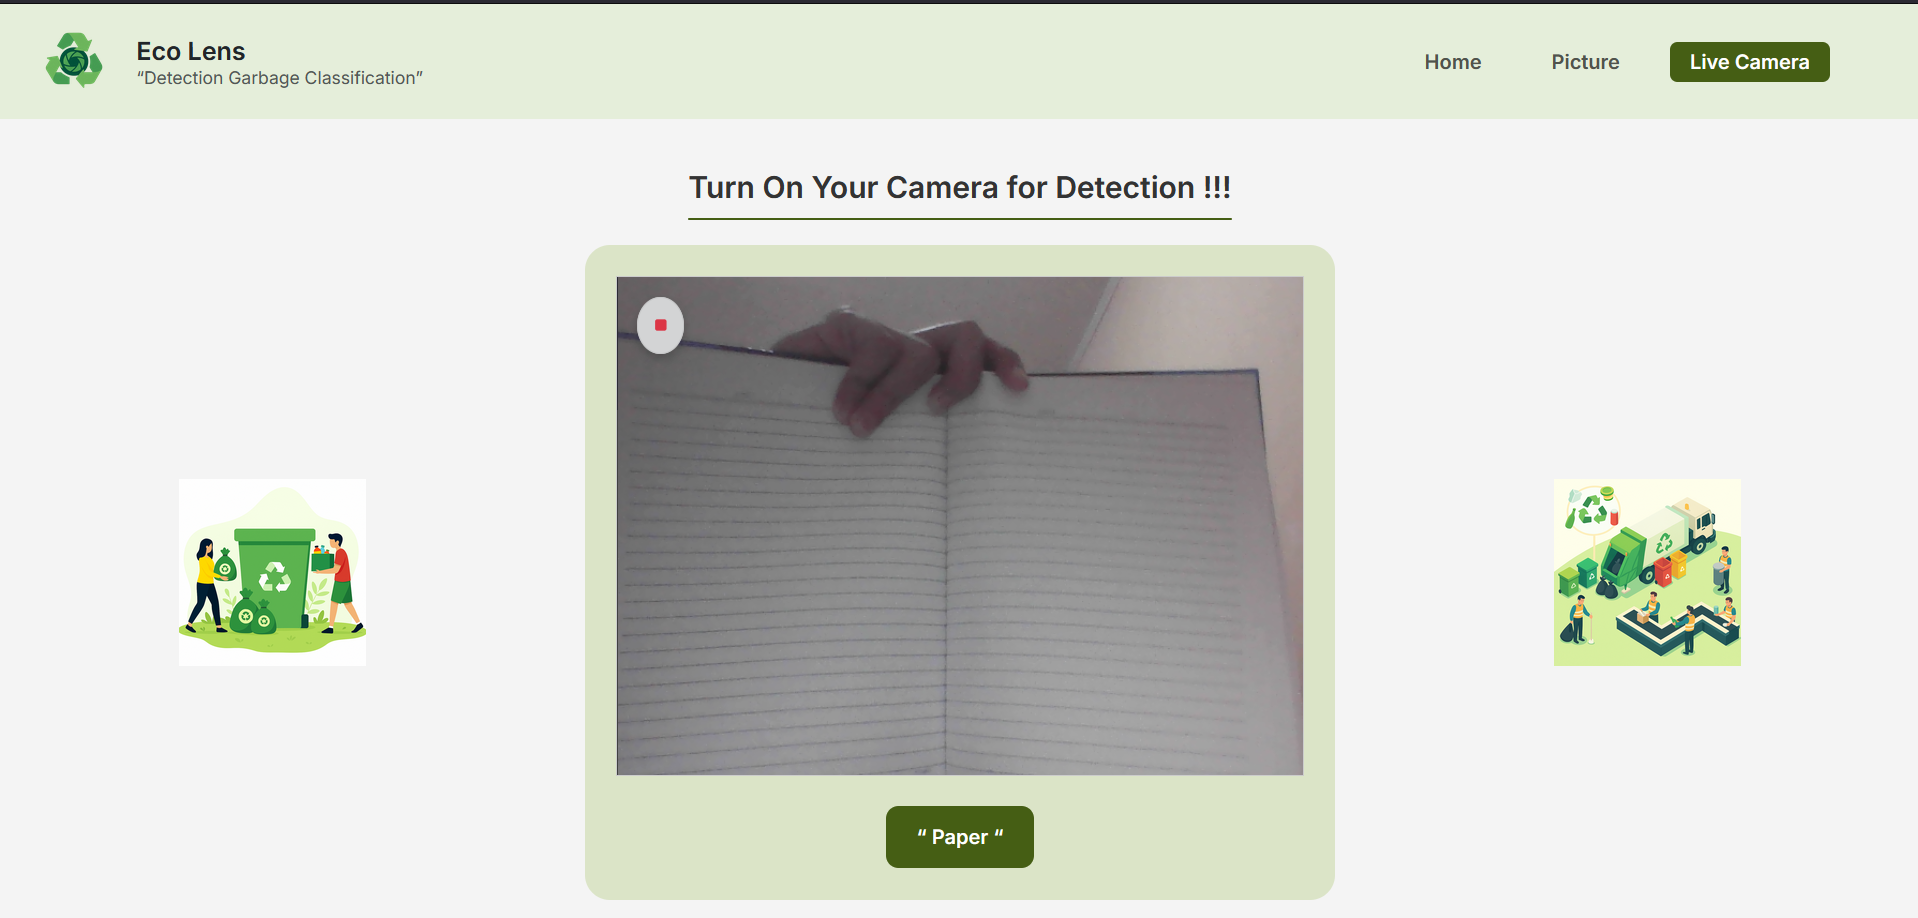 Eco Lens
“Detection Garbage Classification”
Home
Picture
Live Camera
Turn On Your Camera for Detection !!!
“ Paper “